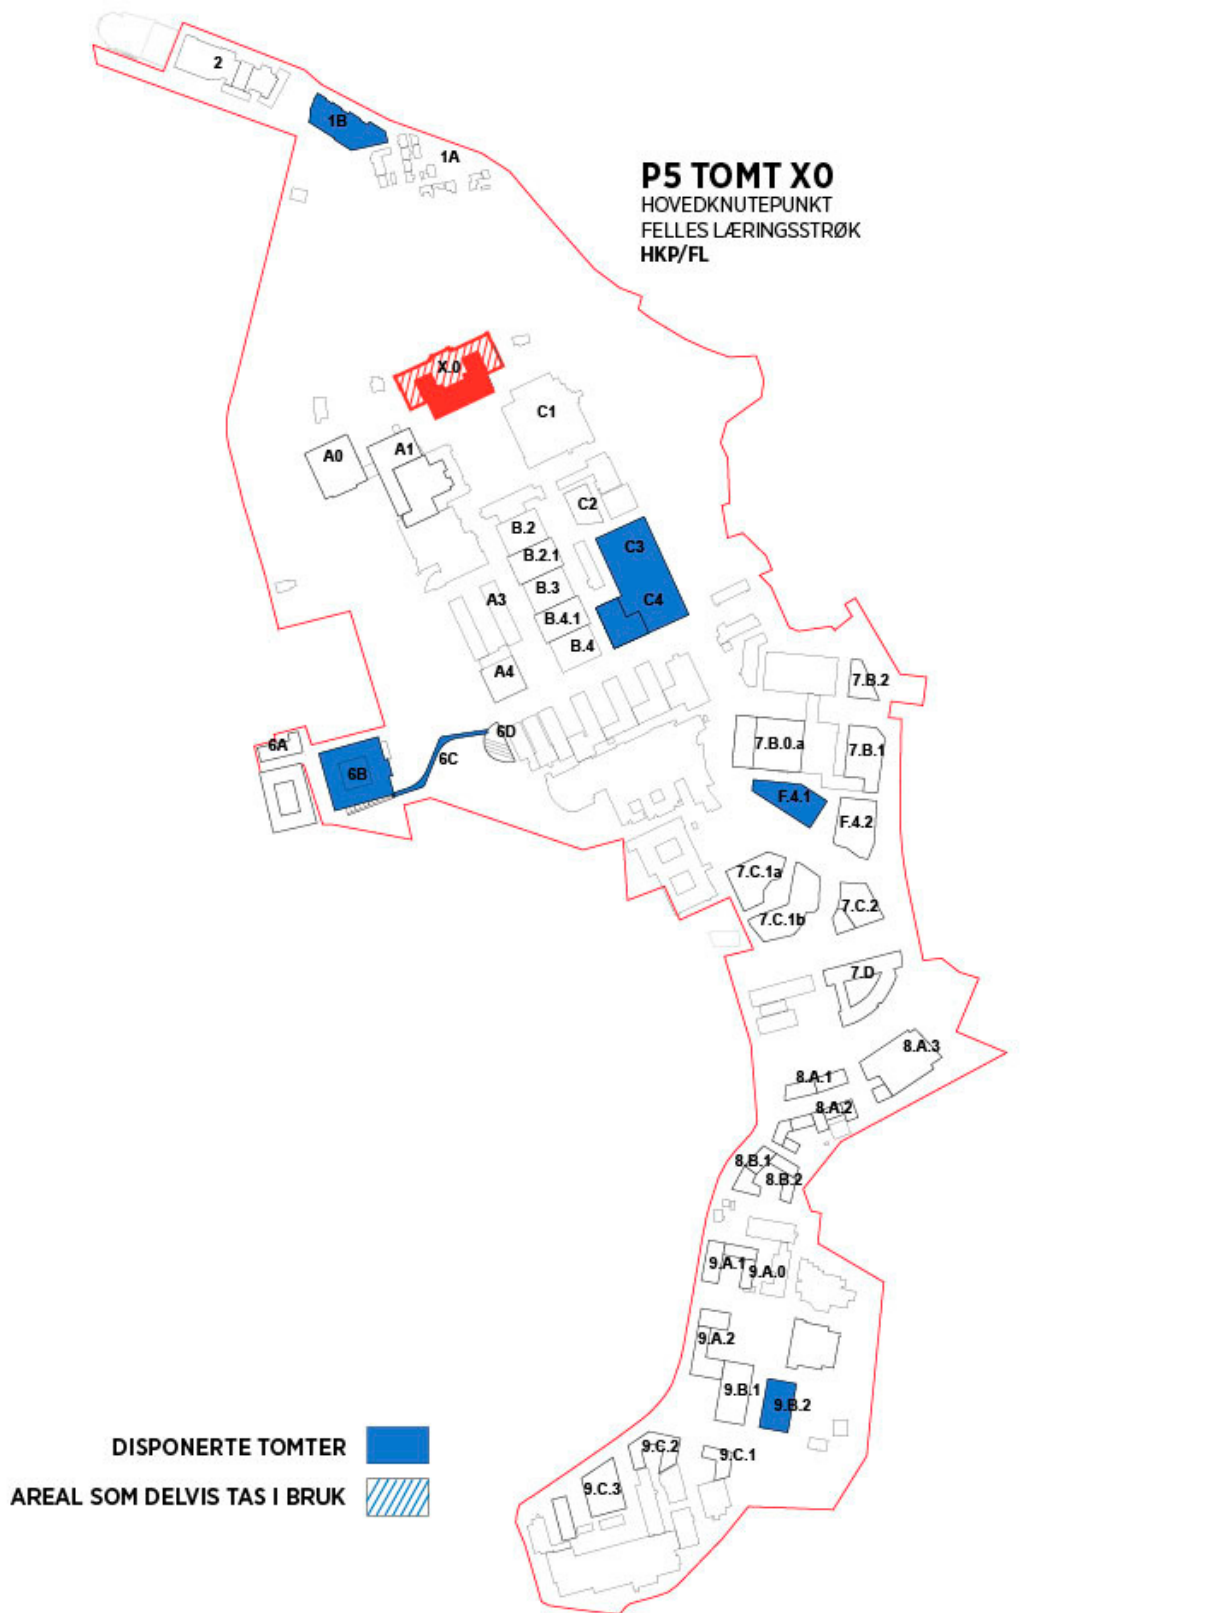 2
1B
1A
P5 TOMT X0
HOVEDKNUTEPUNKT
FELLES LÆRINGSSTRØK
HKP/FL
X.0
C1
A0
A1
C2
B.2
C3
B.2.1
B.3
A3
C4
B.4.1
B.4
A4
7.B.2
6D
6A
7.B.0.a
7.B.1
6C
6B
F.4.1
F.4.2
7.C.1a
7.C.2
7.C.1b
7.D
8.A.3
8.A.1
8.A.2
8.B.1
8.B.2
9.A.1
9.A.0
9.A.2
9.B.1
9.B.2
DISPONERTE TOMTER
9.C.2
9.C.1
9.C.3
AREAL SOM DELVIS TAS I BRUK